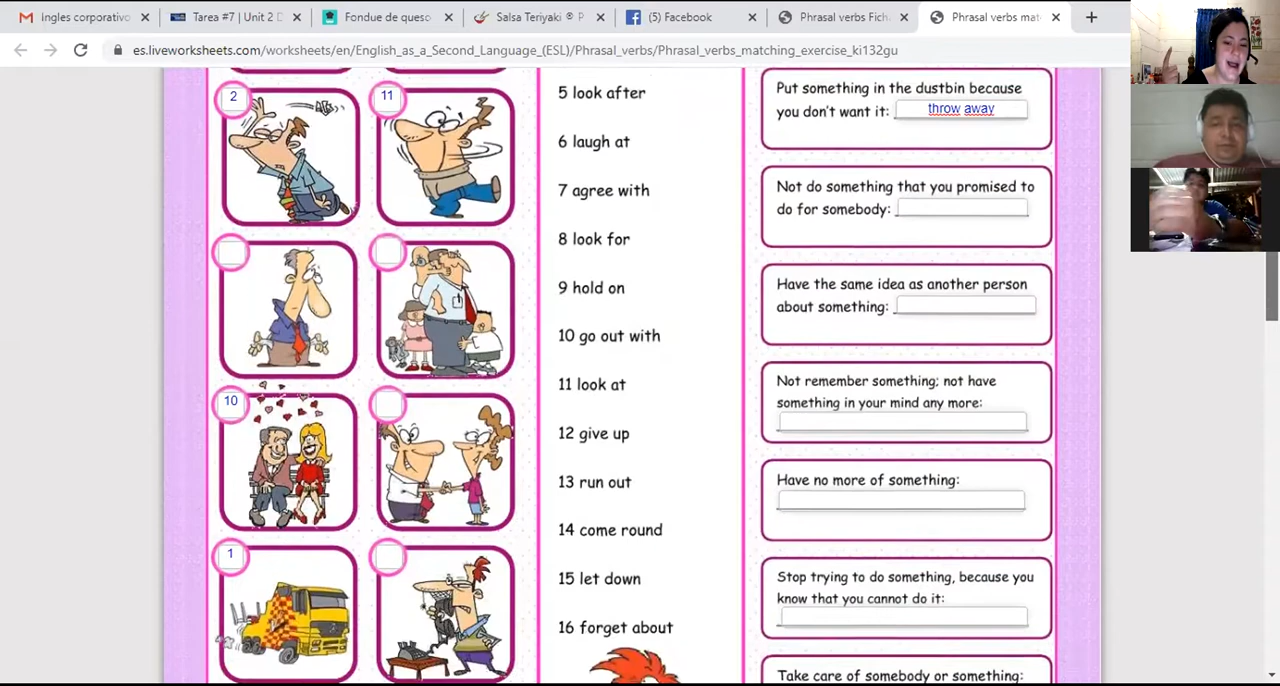 Ingles corporativo
Tarea #7 | Unit 2 D
Fondue de queso
Salsa Teriyaki ® P
(5) Facebook
Phrasal verbs Fich
Phrasal verbs mat
es.liveworksheets.com/worksheets/en/English_as_a_Second_Language_(ESL)/Phrasal_verbs/Phrasal_verbs_matching_exercise_ki132gu
2
11
10
1
5 look after
6 laugh at
7 agree with
8 look for
9 hold on
10 go out with
11 look at
12 give up
13 run out
14 come round
15 let down
16 forget about
Put something in the dustbin because
you don't want it: throw away
Not do something that you promised to
do for somebody:
Have the same idea as another person
about something:
Not remember something; not have
something in your mind any more:
Have no more of something:
Stop trying to do something, because you
know that you cannot do it:
Take care of somebody or something: